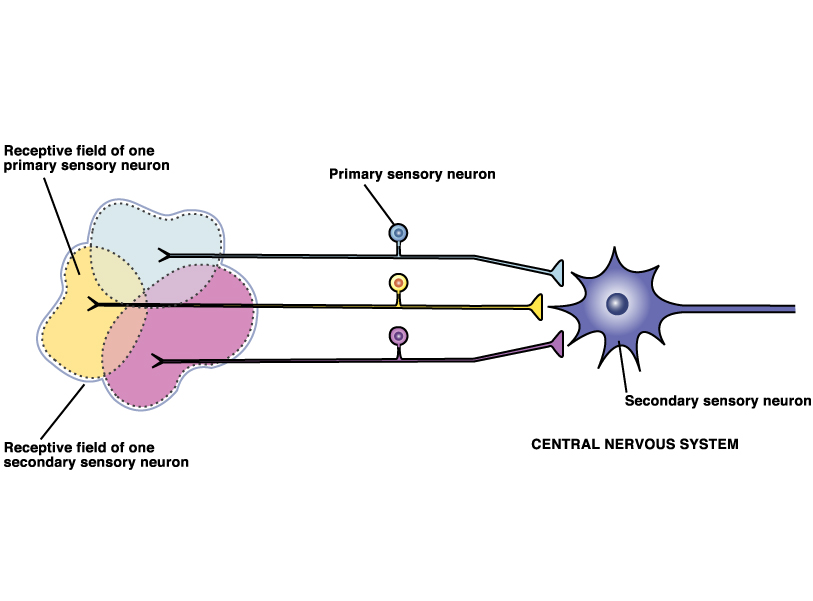 Receptive field of one
primary sensory neuron
Primary sensory neuron
Secondary sensory neuron
Receptive field of one
secondary sensory neuron
CENTRAL NERVOUS SYSTEM